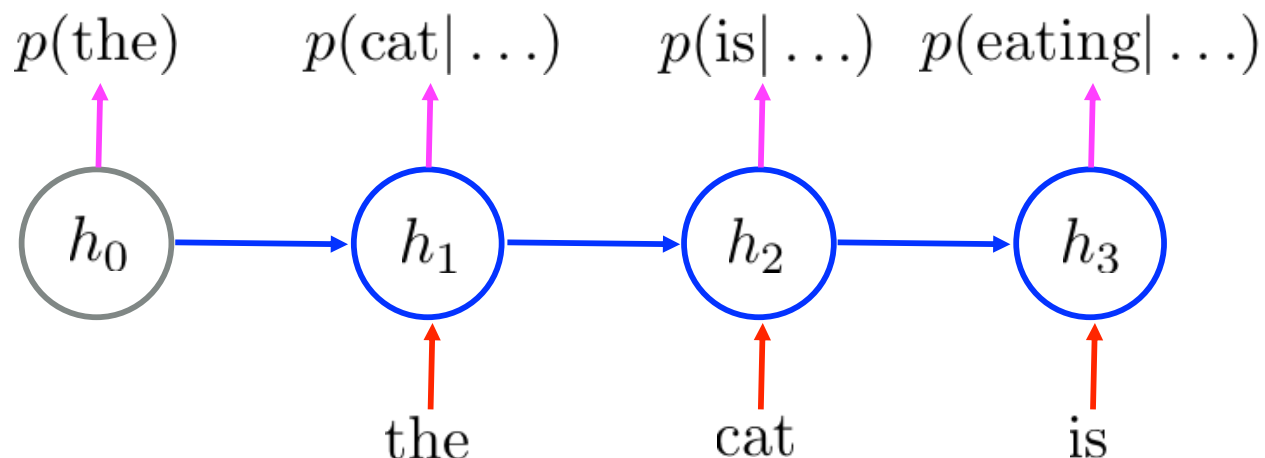 p(the) p(cat| …) p(is| …) p(eating| …)
h₀ h₁ h₂ h₃
the cat is